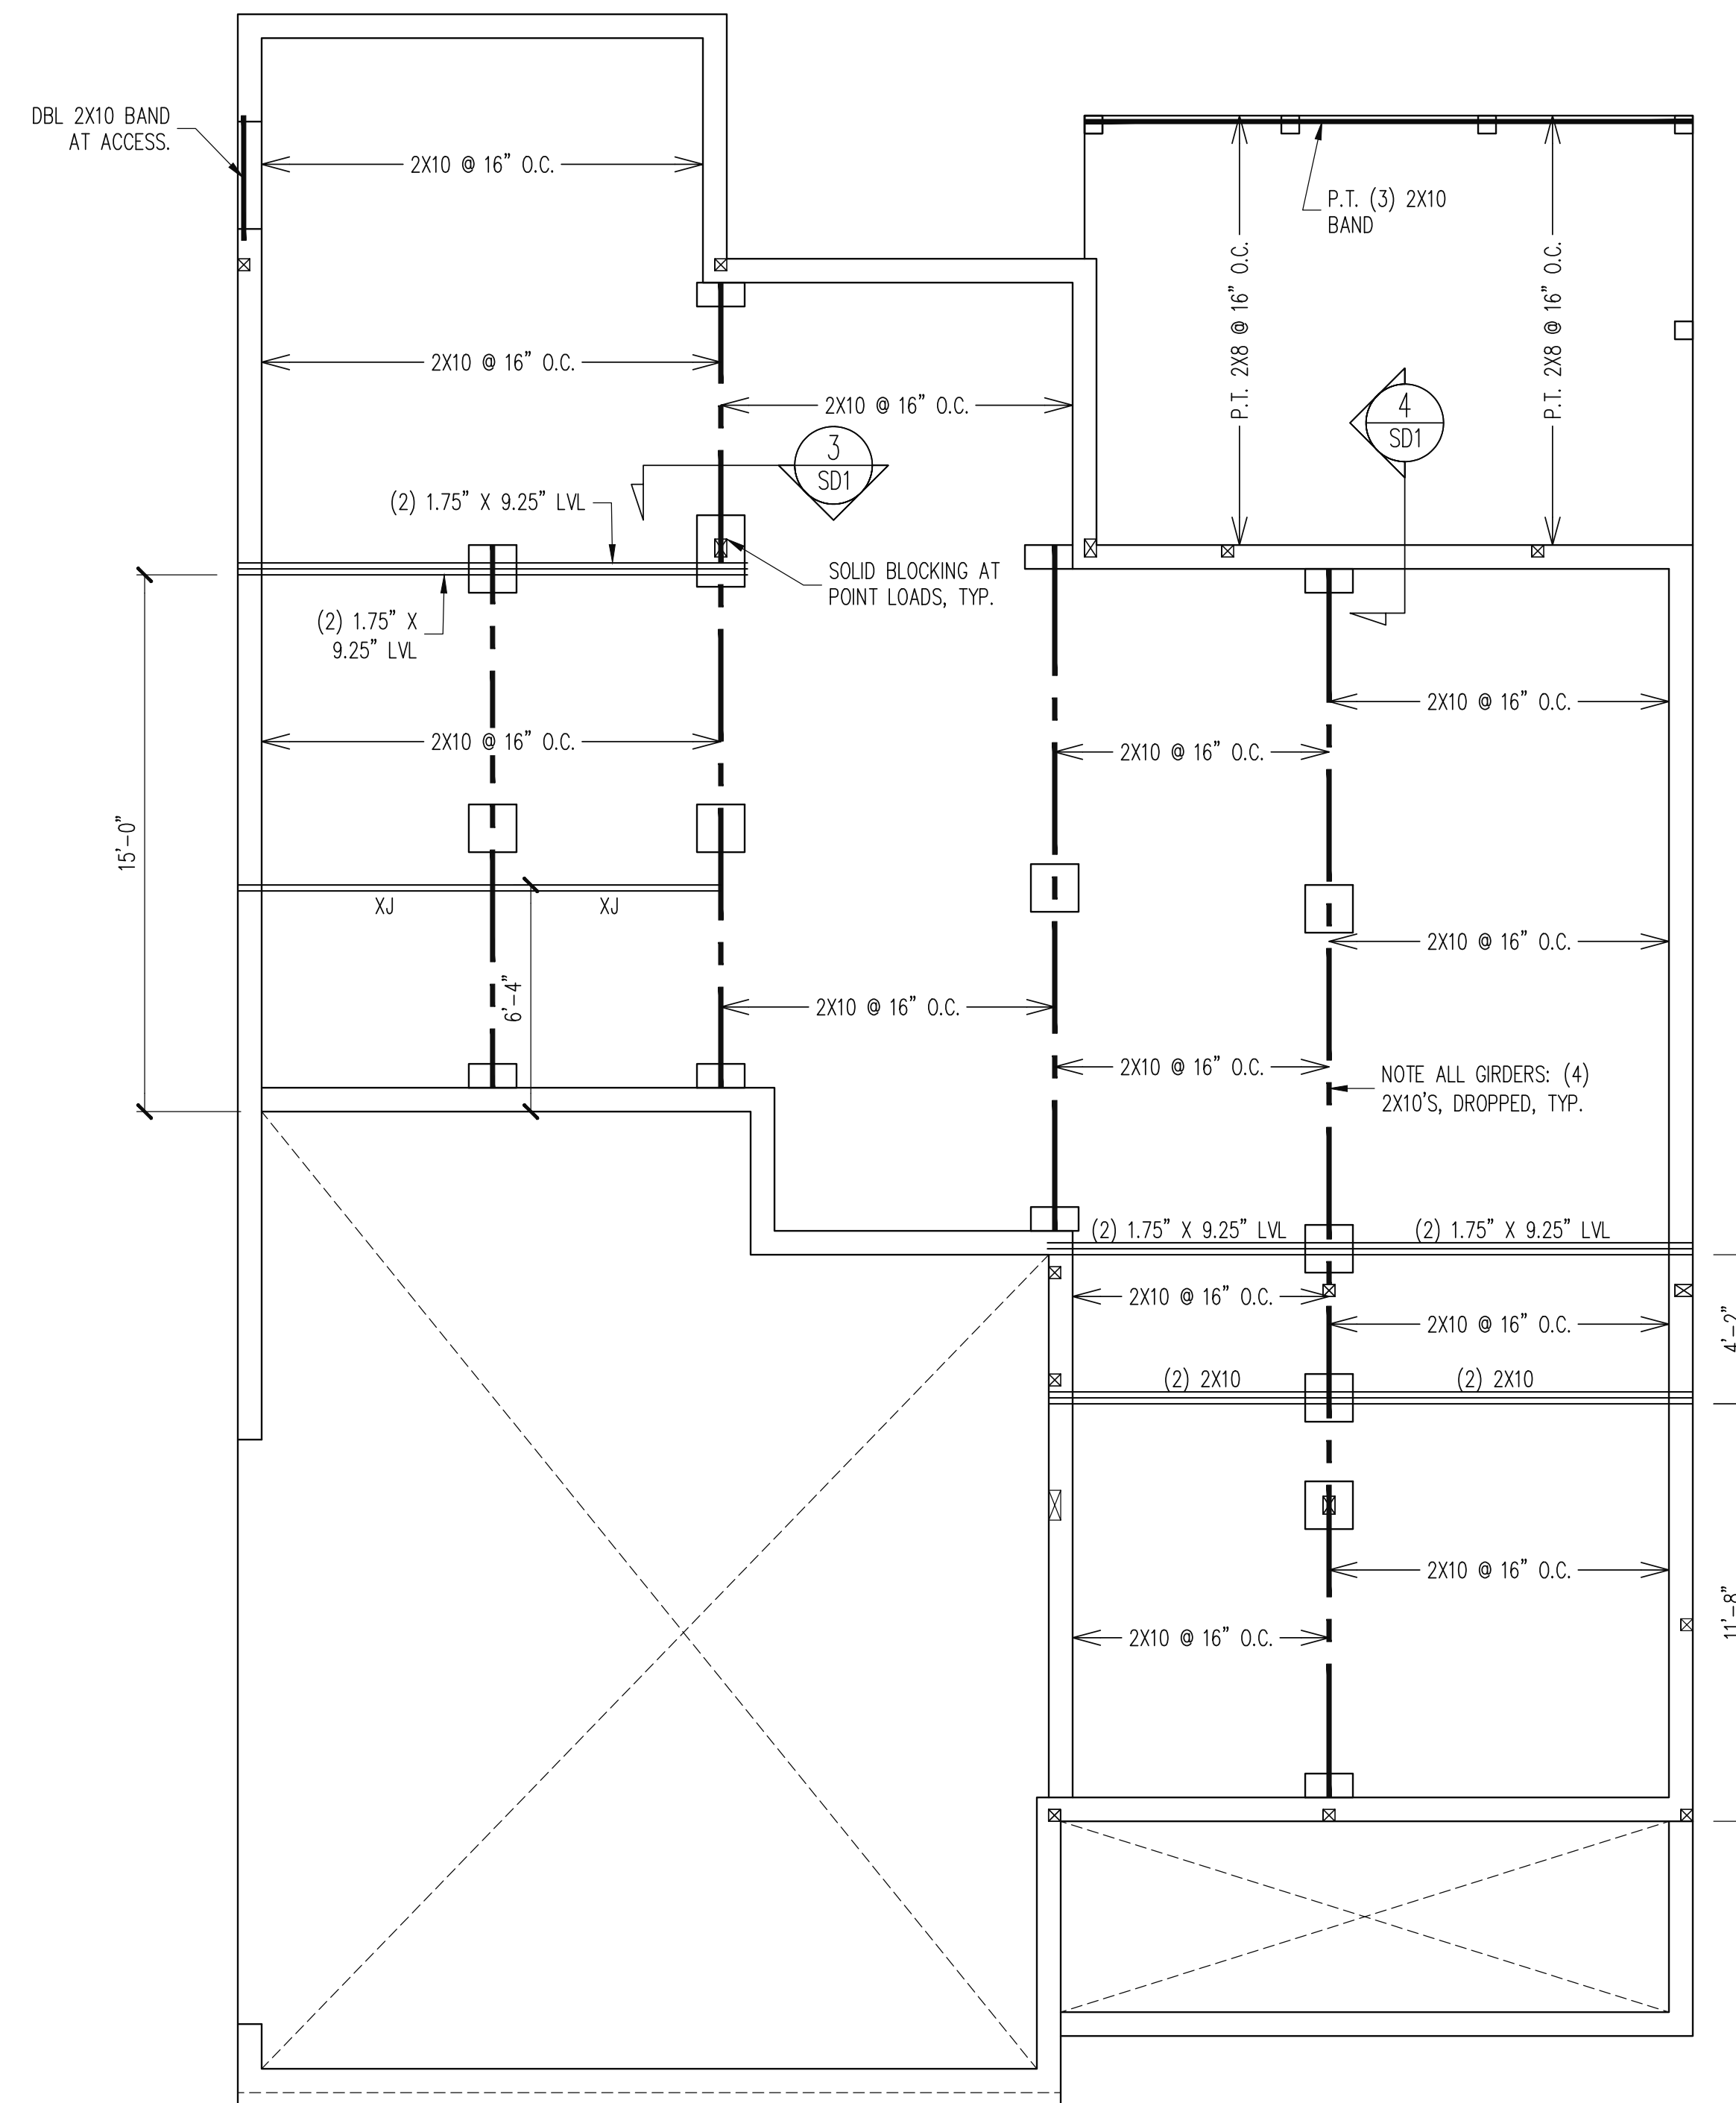 DBL 2X10 BAND
AT ACCESS.
2X10 @ 16" O.C.
P.T. (3) 2X10
BAND
P.T. 2X8 @ 16" O.C.
P.T. 2X8 @ 16" O.C.
2X10 @ 16" O.C.
2X10 @ 16" O.C.
4
SD1
3
SD1
(2) 1.75" X 9.25" LVL
SOLID BLOCKING AT
POINT LOADS, TYP.
(2) 1.75" X
9.25" LVL
2X10 @ 16" O.C.
2X10 @ 16" O.C.
2X10 @ 16" O.C.
15'-0"
XJ
XJ
2X10 @ 16" O.C.
6'-4"
2X10 @ 16" O.C.
2X10 @ 16" O.C.
NOTE ALL GIRDERS: (4)
2X10'S, DROPPED, TYP.
(2) 1.75" X 9.25" LVL
(2) 1.75" X 9.25" LVL
2X10 @ 16" O.C.
2X10 @ 16" O.C.
4'-2"
(2) 2X10
(2) 2X10
2X10 @ 16" O.C.
11'-8"
2X10 @ 16" O.C.